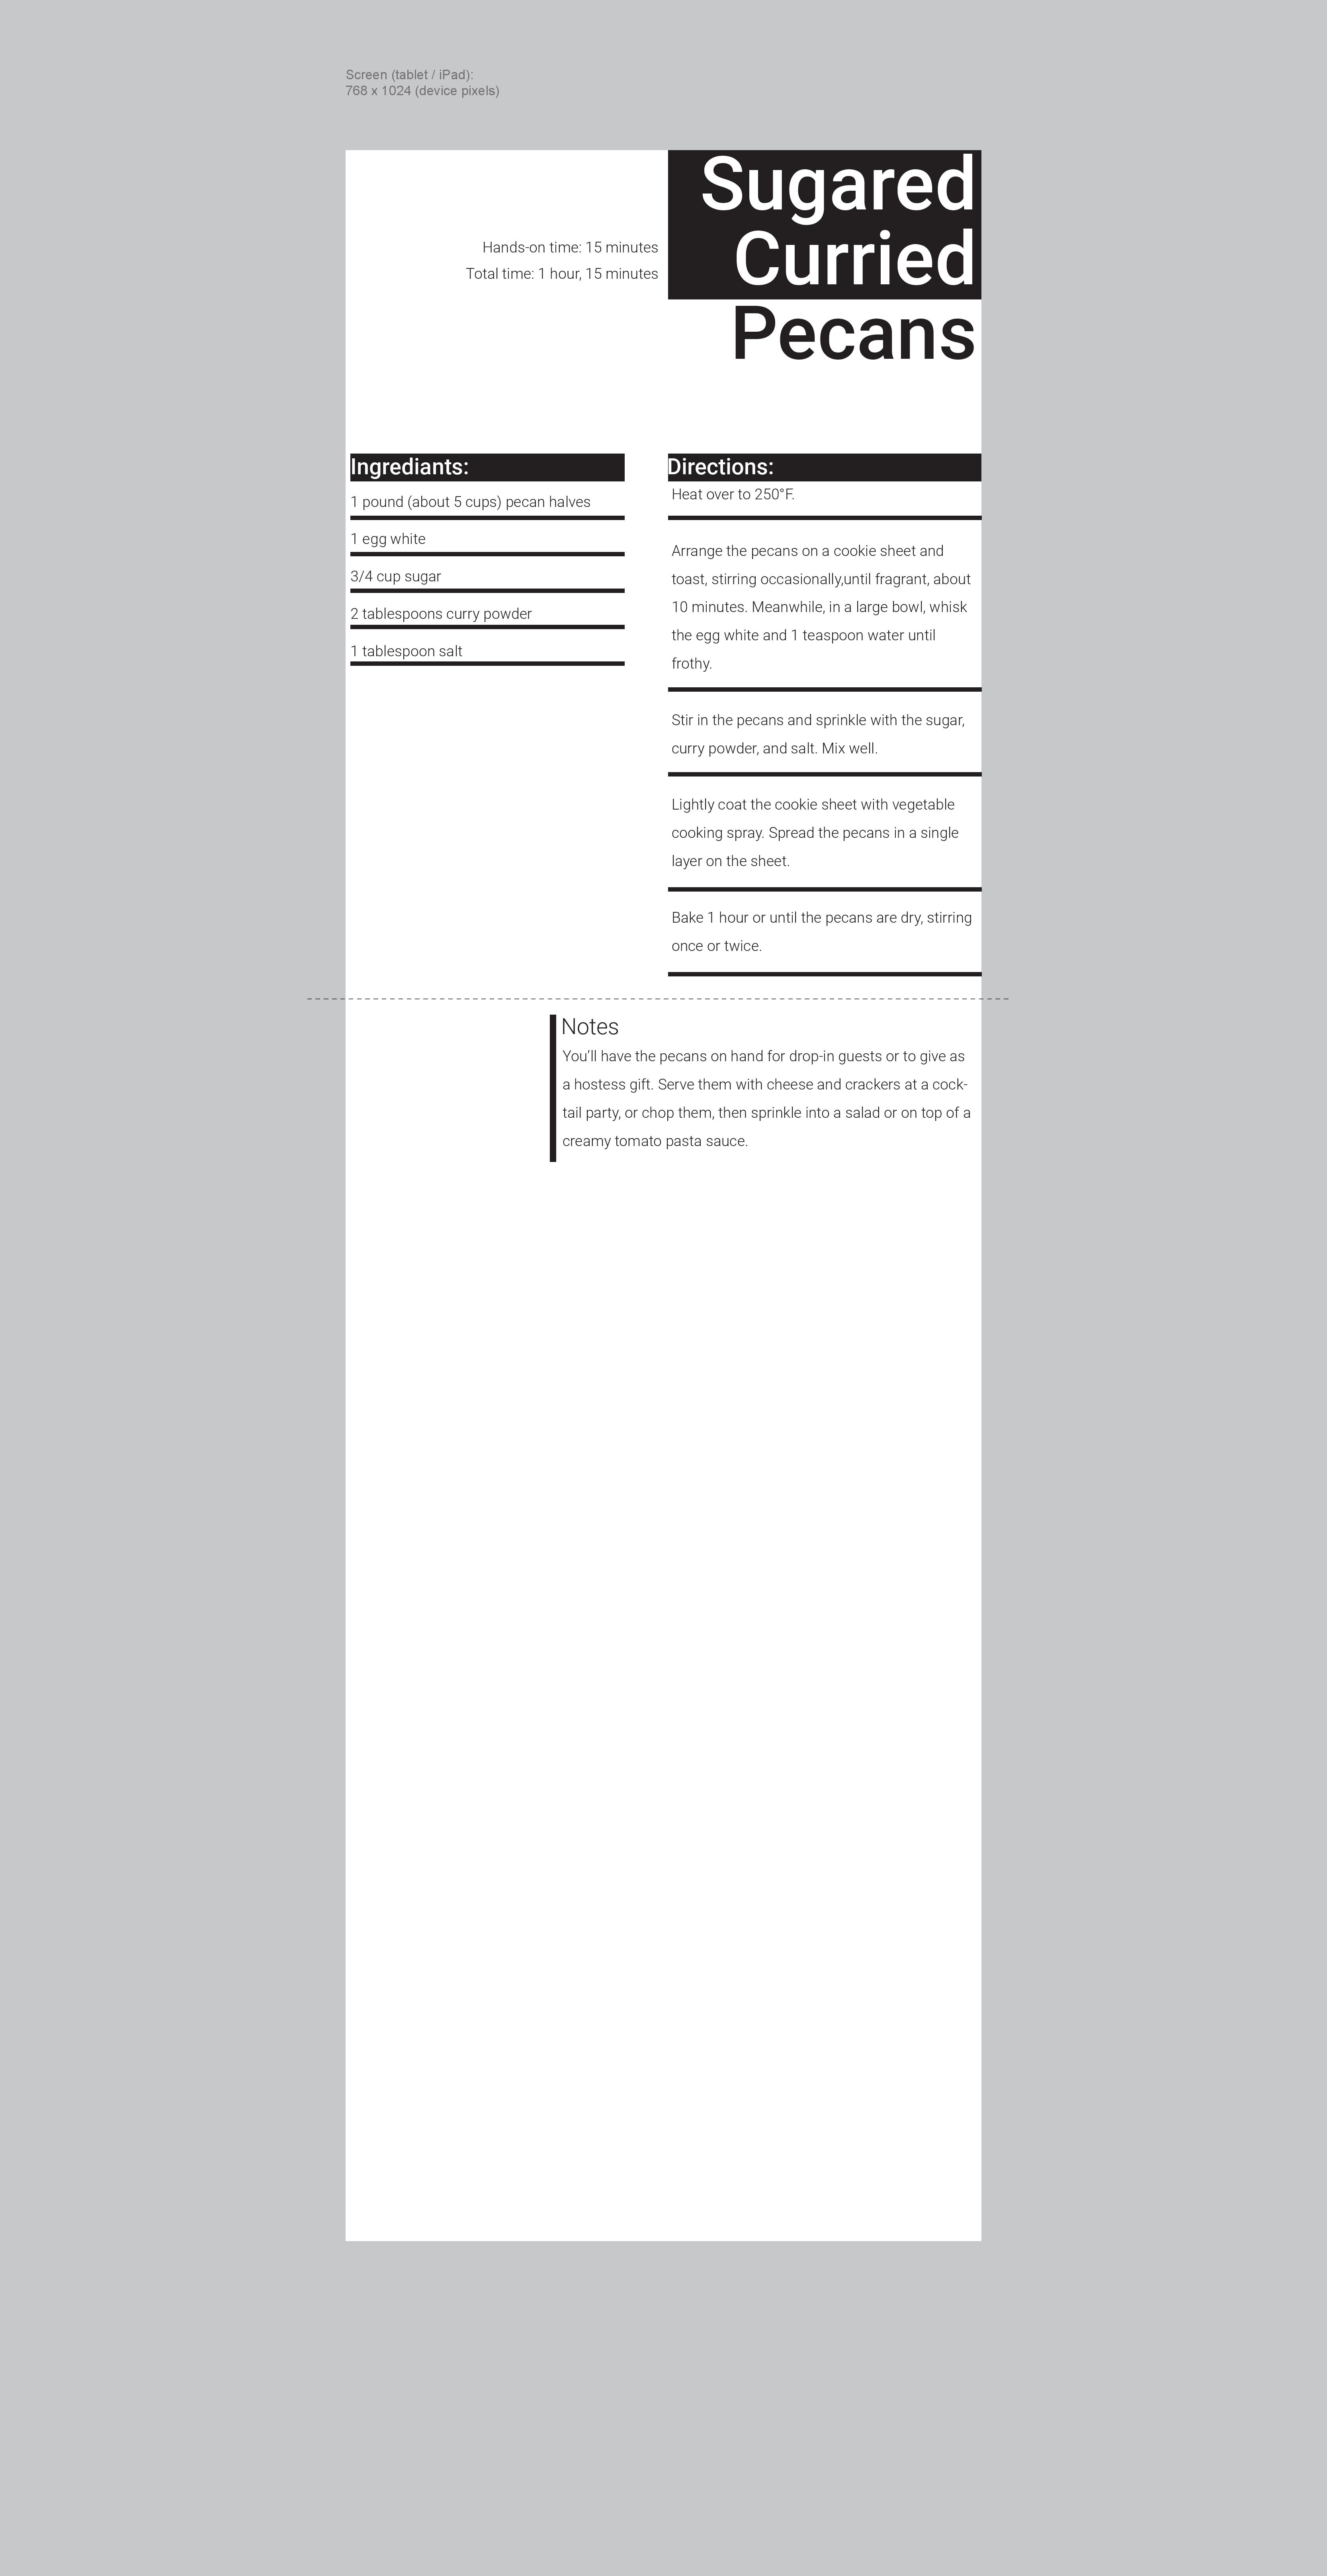 Screen (tablet / iPad):
768 x 1024 (device pixels)
Sugared
Curried
Pecans
Hands-on time: 15 minutes
Total time: 1 hour, 15 minutes
Ingrediants:
1 pound (about 5 cups) pecan halves
1 egg white
3/4 cup sugar
2 tablespoons curry powder
1 tablespoon salt
Directions:
Heat over to 250°F.
Arrange the pecans on a cookie sheet and
toast, stirring occasionally,until fragrant, about
10 minutes. Meanwhile, in a large bowl, whisk
the egg white and 1 teaspoon water until
frothy.
Stir in the pecans and sprinkle with the sugar,
curry powder, and salt. Mix well.
Lightly coat the cookie sheet with vegetable
cooking spray. Spread the pecans in a single
layer on the sheet.
Bake 1 hour or until the pecans are dry, stirring
once or twice.
Notes
You’ll have the pecans on hand for drop-in guests or to give as
a hostess gift. Serve them with cheese and crackers at a cock-
tail party, or chop them, then sprinkle into a salad or on top of a
creamy tomato pasta sauce.